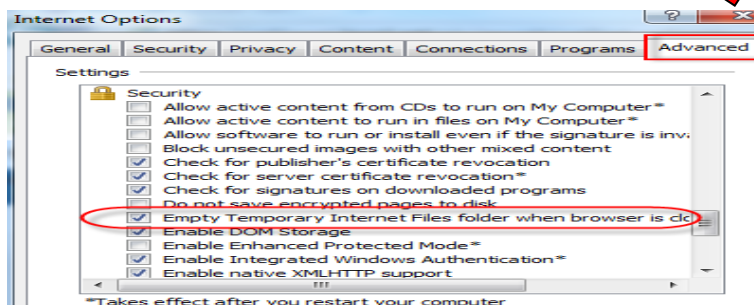 Internet Options
General Security Privacy Content Connections Programs Advanced
Settings
Security
Allow active content from CDs to run on My Computer*
Allow active content to run in files on My Computer*
Allow software to run or install even if the signature is inv
Block unsecured images with other mixed content
Check for publisher's certificate revocation
Check for server certificate revocation*
Check for signatures on downloaded programs
Do not save encrypted pages to disk
Empty Temporary Internet Files folder when browser is clo
Enable DOM Storage
Enable Enhanced Protected Mode*
Enable Integrated Windows Authentication*
Enable native XMLHTTP support
*Takes effect after you restart your computer